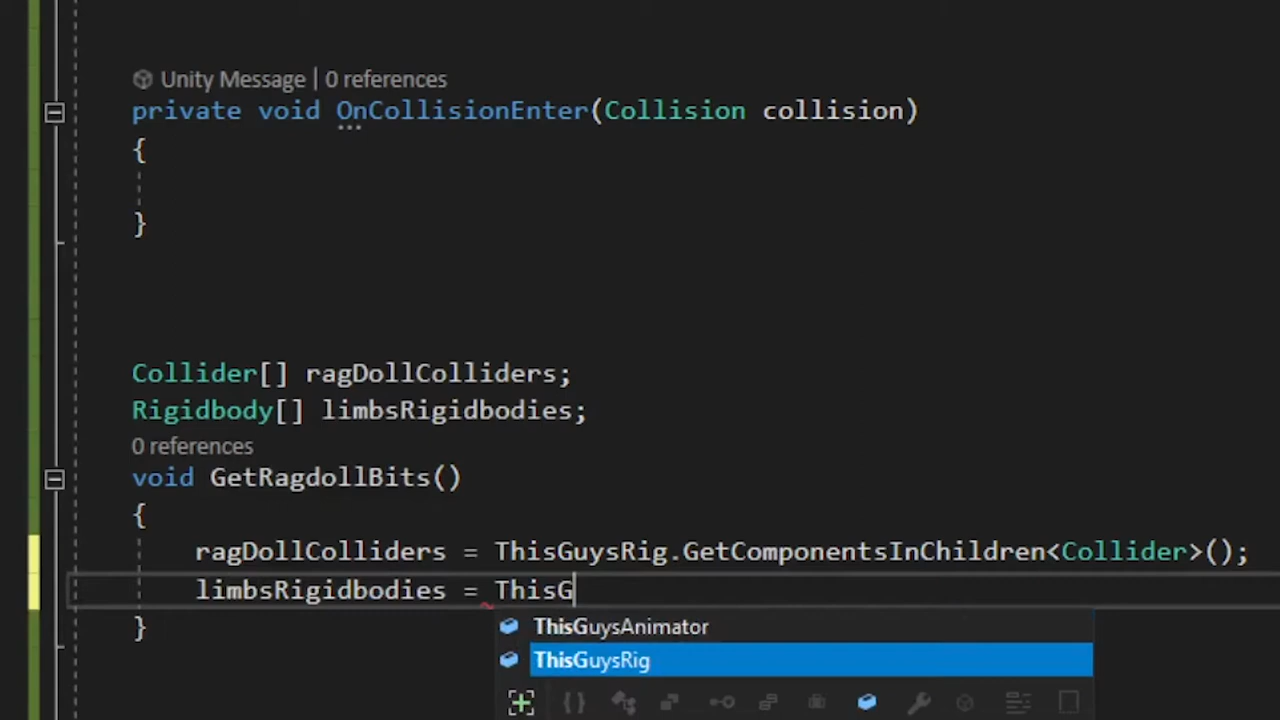 Unity Message | 0 references
private void OnCollisionEnter(Collision collision)
{
}
Collider[] ragDollColliders;
Rigidbody[] limbsRigidbodies;
0 references
void GetRagdollBits()
{
ragDollColliders = ThisGuysRig.GetComponentsInChildren<Collider>();
limbsRigidbodies = ThisG
}
ThisGuysAnimator
ThisGuysRig